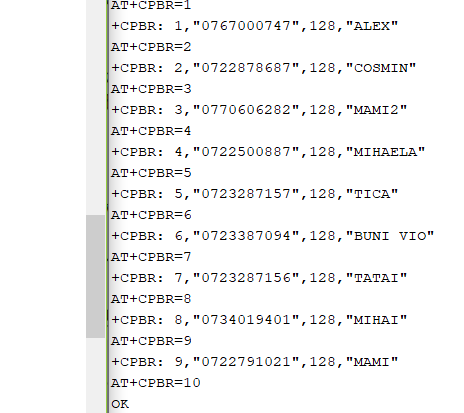 AT+CPBR=1
+CPBR: 1,"0767000747",128,"ALEX"
AT+CPBR=2
+CPBR: 2,"0722878687",128,"COSMIN"
AT+CPBR=3
+CPBR: 3,"0770606282",128,"MAMI2"
AT+CPBR=4
+CPBR: 4,"0722500887",128,"MIHAELA"
AT+CPBR=5
+CPBR: 5,"0723287157",128,"TICA"
AT+CPBR=6
+CPBR: 6,"0723387094",128,"BUNI VIO"
AT+CPBR=7
+CPBR: 7,"0723287156",128,"TATAI"
AT+CPBR=8
+CPBR: 8,"0734019401",128,"MIHAI"
AT+CPBR=9
+CPBR: 9,"0722791021",128,"MAMI"
AT+CPBR=10
OK